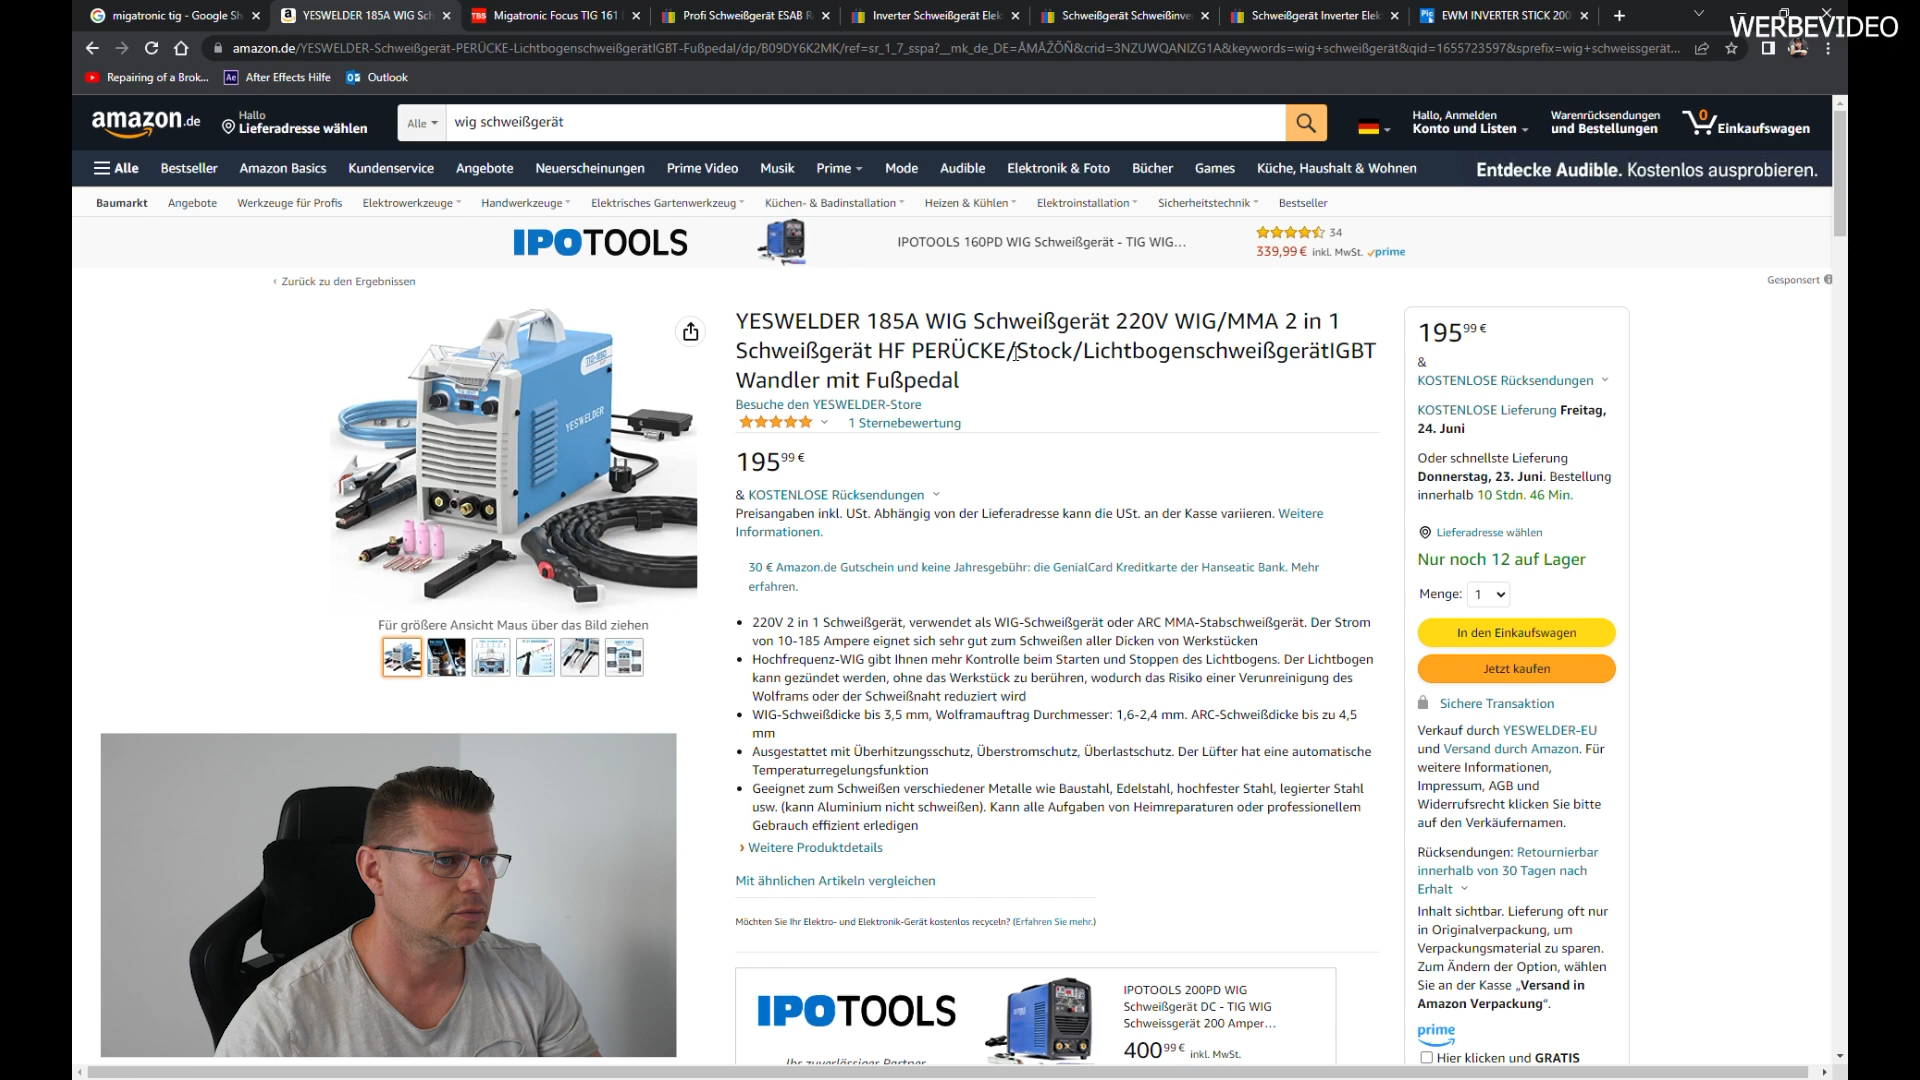 migatronic tig - Google Sh
YESWELDER 185A WIG Sch
Migatronic Focus TIG 161
Profi Schweißgerät ESAB R
Inverter Schweißgerät Elek
Schweißgerät Schweißinve
Schweißgerät Inverter Elek
EWM INVERTER STICK 200
WERBEVIDEO
amazon.de/YESWELDER-Schweißgerät-PERÜCKE-LichtbogenschweißgerätIGBT-Fußpedal/dp/B09DY6K2MK/ref=sr_1_7_sspa?__mk_de_DE=ÅMÅŽÕÑ&crid=3NZUWQANIZG1A&keywords=wig+schweißgerät&qid=1655723597&sprefix=wig+schweissgerät...
Repairing of a Brok...
After Effects Hilfe
Outlook
amazon.de
Hallo
Lieferadresse wählen
Alle
wig schweißgerät
Hallo, Anmelden
Konto und Listen
Warenrücksendungen
und Bestellungen
0
Einkaufswagen
Alle
Bestseller
Amazon Basics
Kundenservice
Angebote
Neuerscheinungen
Prime Video
Musik
Prime
Mode
Audible
Elektronik & Foto
Bücher
Games
Küche, Haushalt & Wohnen
Entdecke Audible. Kostenlos ausprobieren.
Baumarkt
Angebote
Werkzeuge für Profis
Elektrowerkzeuge
Handwerkzeuge
Elektrisches Gartenwerkzeug
Küchen- & Badinstallation
Heizen & Kühlen
Elektroinstallation
Sicherheitstechnik
Bestseller
IPOTOOLS
IPOTOOLS 160PD WIG Schweißgerät - TIG WIG...
34
339,99 € inkl. MwSt. prime
‹ Zurück zu den Ergebnissen
Gesponsert
YESWELDER
YESWELDER 185A WIG Schweißgerät 220V WIG/MMA 2 in 1
Schweißgerät HF PERÜCKE/Stock/LichtbogenschweißgerätIGBT
Wandler mit Fußpedal
Besuche den YESWELDER-Store
1 Sternebewertung
195 99 €
& KOSTENLOSE Rücksendungen
Preisangaben inkl. USt. Abhängig von der Lieferadresse kann die USt. an der Kasse variieren. Weitere
Informationen.
30 € Amazon.de Gutschein und keine Jahresgebühr: die GenialCard Kreditkarte der Hanseatic Bank. Mehr
erfahren.
• 220V 2 in 1 Schweißgerät, verwendet als WIG-Schweißgerät oder ARC MMA-Stabschweißgerät. Der Strom
von 10-185 Ampere eignet sich sehr gut zum Schweißen aller Dicken von Werkstücken
• Hochfrequenz-WIG gibt Ihnen mehr Kontrolle beim Starten und Stoppen des Lichtbogens. Der Lichtbogen
kann gezündet werden, ohne das Werkstück zu berühren, wodurch das Risiko einer Verunreinigung des
Wolframs oder der Schweißnaht reduziert wird
• WIG-Schweißdicke bis 3,5 mm, Wolframauftrag Durchmesser: 1,6-2,4 mm. ARC-Schweißdicke bis zu 4,5
mm
• Ausgestattet mit Überhitzungsschutz, Überstromschutz, Überlastschutz. Der Lüfter hat eine automatische
Temperaturregelungsfunktion
• Geeignet zum Schweißen verschiedener Metalle wie Baustahl, Edelstahl, hochfester Stahl, legierter Stahl
usw. (kann Aluminium nicht schweißen). Kann alle Aufgaben von Heimreparaturen oder professionellem
Gebrauch effizient erledigen
› Weitere Produktdetails
Mit ähnlichen Artikeln vergleichen
Möchten Sie Ihr Elektro- und Elektronik-Gerät kostenlos recyceln? (Erfahren Sie mehr.)
Für größere Ansicht Maus über das Bild ziehen
IPOTOOLS
Ihr zuverlässiger Partner
IPOTOOLS 200PD WIG
Schweißgerät DC - TIG WIG
Schweissgerät 200 Amper...
400 99 € inkl. MwSt.
195 99 €
&
KOSTENLOSE Rücksendungen
KOSTENLOSE Lieferung Freitag,
24. Juni
Oder schnellste Lieferung
Donnerstag, 23. Juni. Bestellung
innerhalb 10 Stdn. 46 Min.
Lieferadresse wählen
Nur noch 12 auf Lager
Menge: 1
In den Einkaufswagen
Jetzt kaufen
Sichere Transaktion
Verkauf durch YESWELDER-EU
und Versand durch Amazon. Für
weitere Informationen,
Impressum, AGB und
Widerrufsrecht klicken Sie bitte
auf den Verkäufernamen.
Rücksendungen: Retournierbar
innerhalb von 30 Tagen nach
Erhalt
Inhalt sichtbar. Lieferung oft nur
in Originalverpackung, um
Verpackungsmaterial zu sparen.
Zum Ändern der Option, wählen
Sie an der Kasse „Versand in
Amazon Verpackung“.
prime
Hier klicken und GRATIS